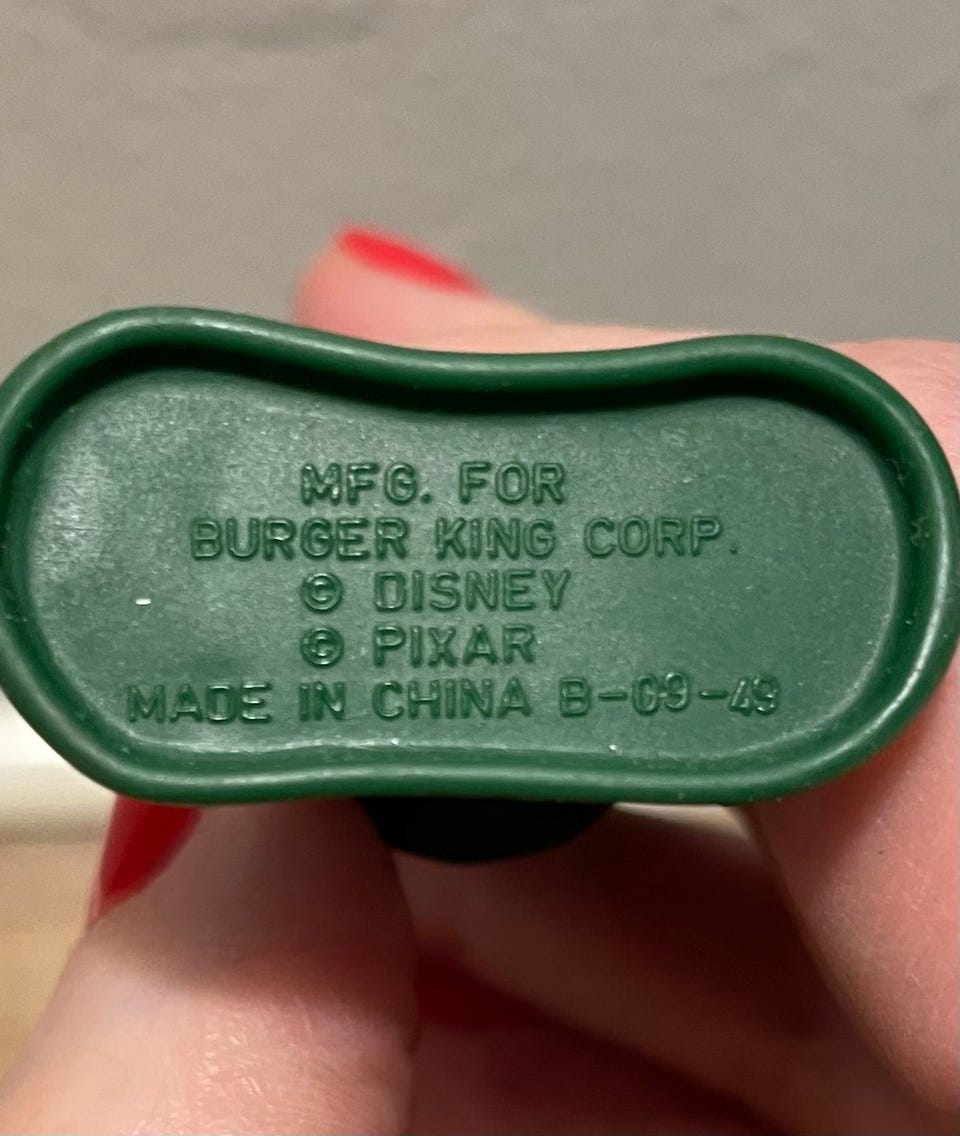 MFG. FOR
BURGER KING CORP.
© DISNEY
© PIXAR
MADE IN CHINA B-09-49